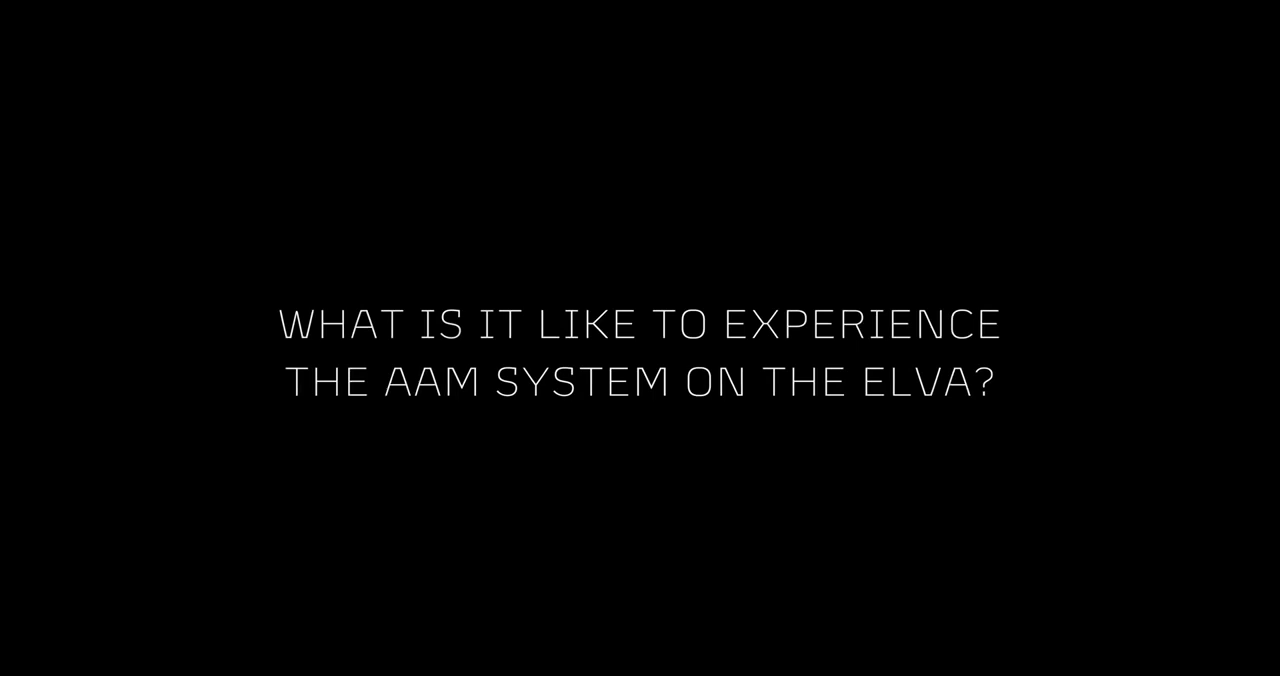 WHAT IS IT LIKE TO EXPERIENCE
THE AAM SYSTEM ON THE ELVA?